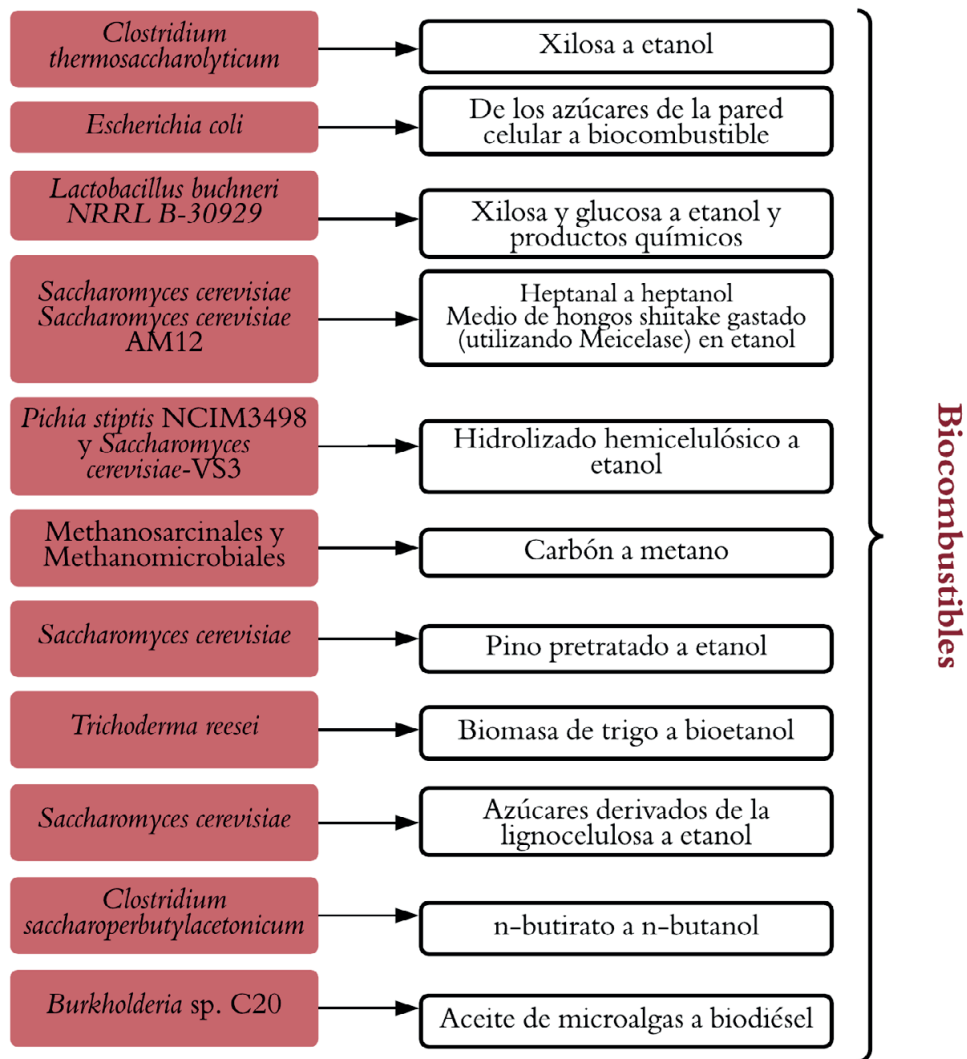 Clostridium
thermosaccharolyticum
Xilosa a etanol
Escherichia coli
De los azúcares de la pared
celular a biocombustible
Lactobacillus buchneri
NRRL B-30929
Xilosa y glucosa a etanol y
productos químicos
Saccharomyces cerevisiae
Saccharomyces cerevisiae
AM12
Heptanal a heptanol
Medio de hongos shiitake gastado
(utilizando Meicelase) en etanol
Pichia stiptis NCIM3498
y Saccharomyces
cerevisiae-VS3
Hidrolizado hemicelulósico a
etanol
Methanosarcinales y
Methanomicrobiales
Carbón a metano
Saccharomyces cerevisiae
Pino pretratado a etanol
Trichoderma reesei
Biomasa de trigo a bioetanol
Saccharomyces cerevisiae
Azúcares derivados de la
lignocelulosa a etanol
Clostridium
saccharoperbutylacetonicum
n-butirato a n-butanol
Burkholderia sp. C20
Aceite de microalgas a biodiésel
Biocombustibles